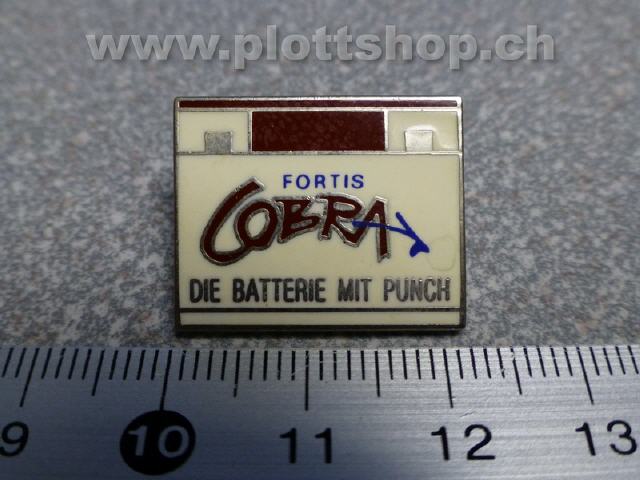 www.plottshop.ch
FORTIS
COBRA
DIE BATTERIE MIT PUNCH
9 10 11 12 13